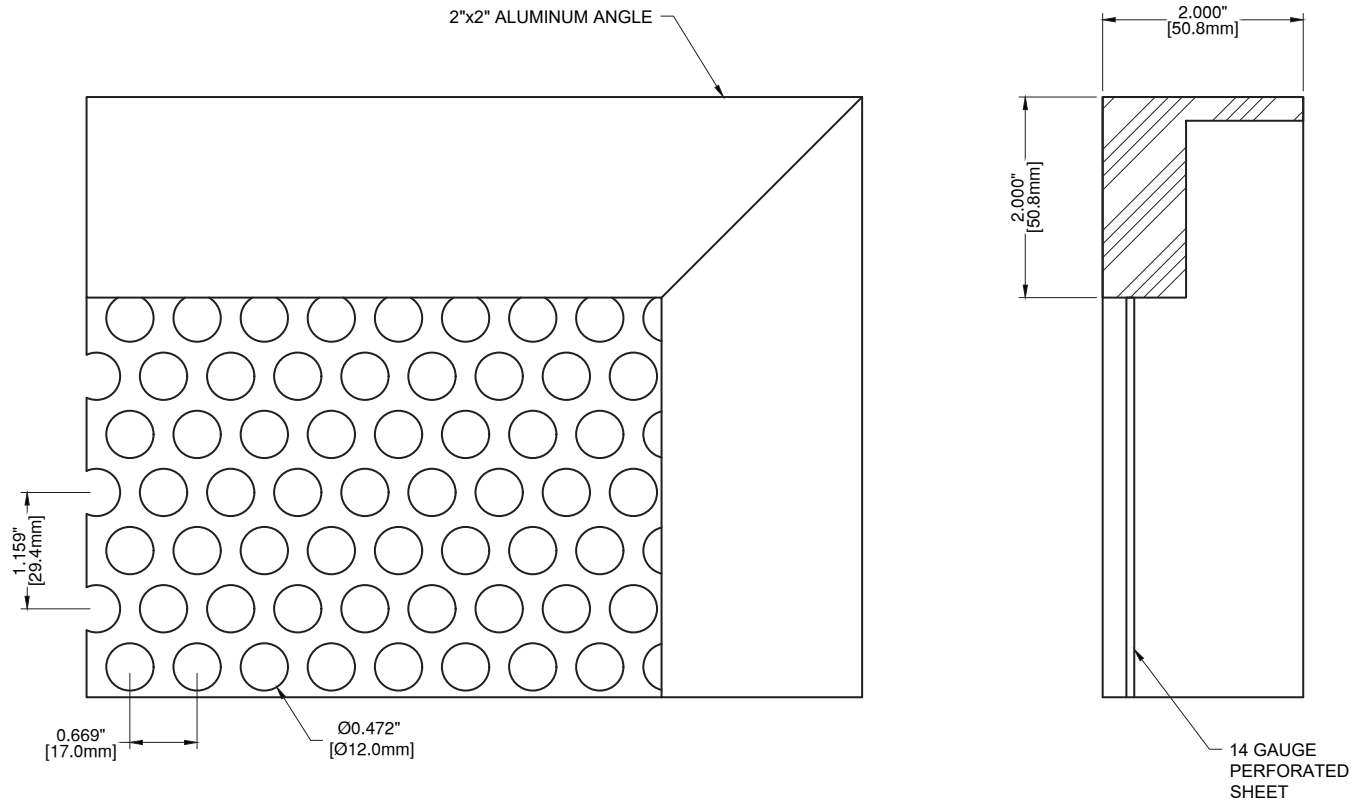 2"x2" ALUMINUM ANGLE
2.000"
[50.8mm]
2.000"
[50.8mm]
1.159"
[29.4mm]
0.669"
[17.0mm]
Ø0.472"
[Ø12.0mm]
14 GAUGE
PERFORATED
SHEET